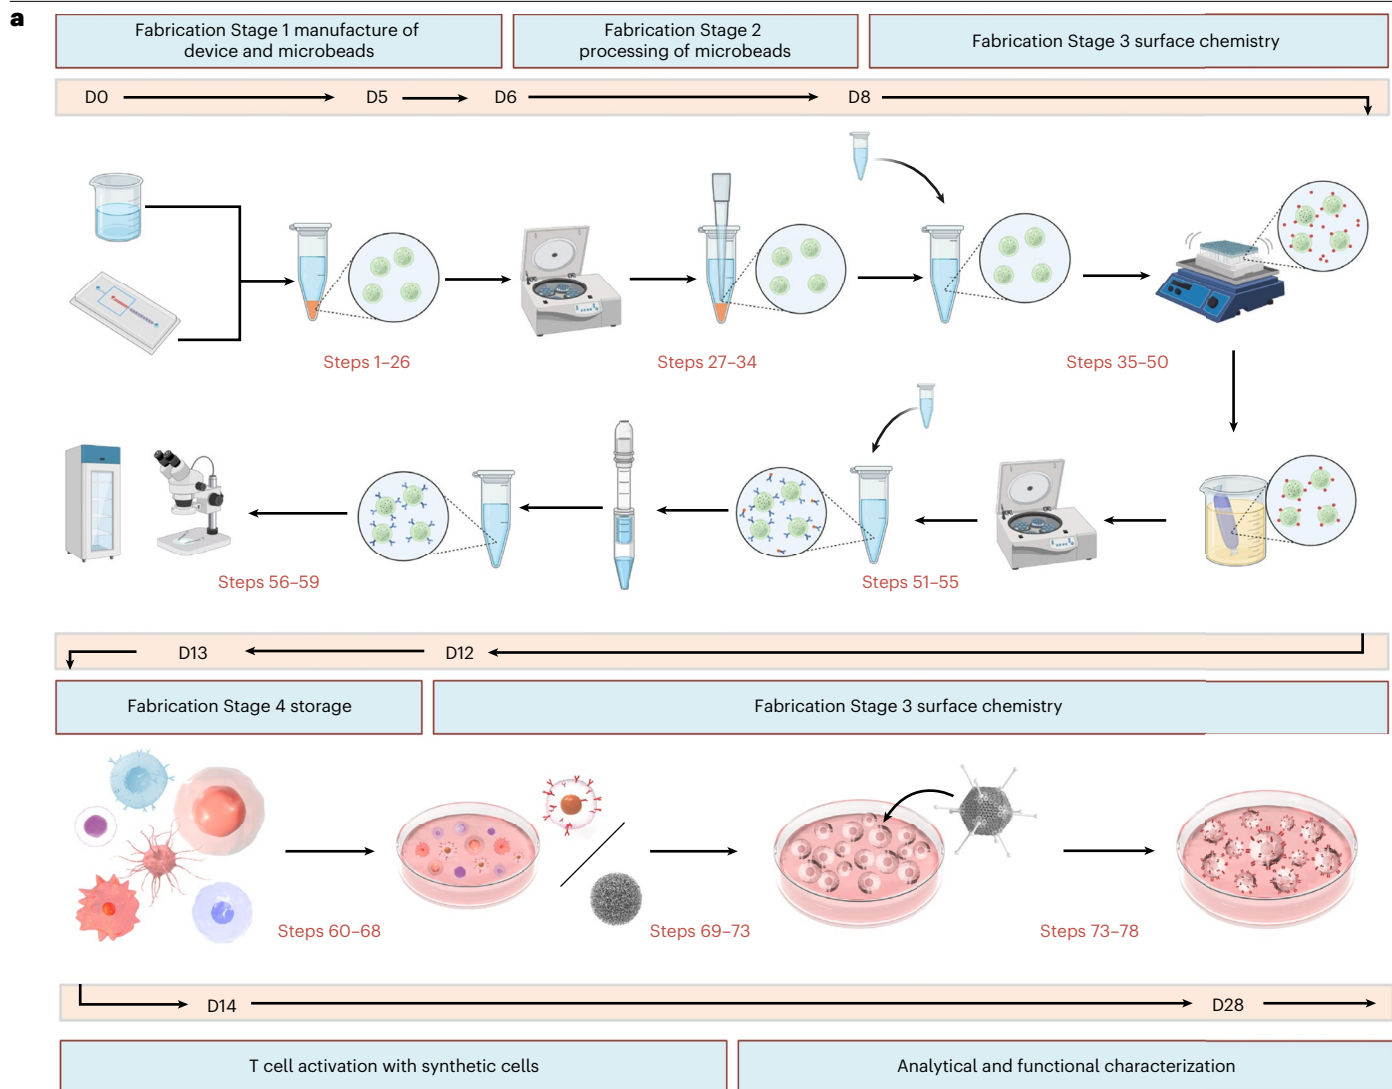 a
Fabrication Stage 1 manufacture of
device and microbeads
Fabrication Stage 2
processing of microbeads
Fabrication Stage 3 surface chemistry
D0
D5
D6
D8
Steps 1–26
Steps 27–34
Steps 35–50
Steps 56–59
Steps 51–55
D13
D12
Fabrication Stage 4 storage
Fabrication Stage 3 surface chemistry
Steps 60–68
Steps 69–73
Steps 73–78
D14
D28
T cell activation with synthetic cells
Analytical and functional characterization